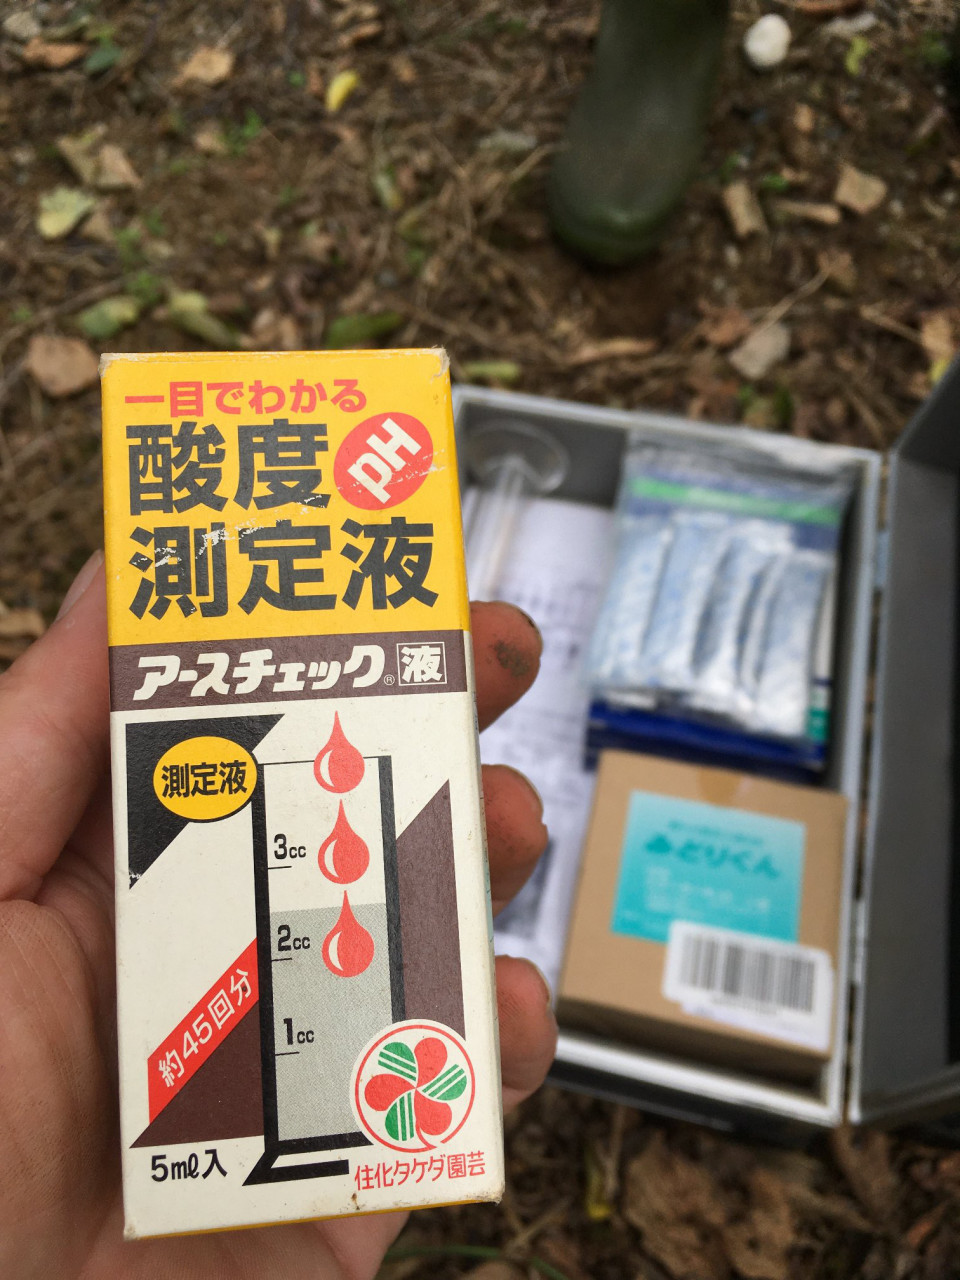 一目でわかる
酸度
pH
測定液
アースチェック® 液
測定液
3cc
2cc
1cc
約45回分
5mℓ入
住化タケダ園芸
どりくん